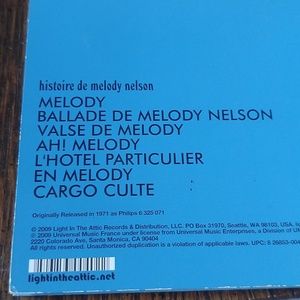 histoire de melody nelson
MELODY
BALLADE DE MELODY NELSON
VALSE DE MELODY
AH! MELODY
L'HOTEL PARTICULIER
EN MELODY
CARGO CULTE
Originally Released in 1971 as Philips 6 325 071
© 2009 Light In The Attic Records & Distribution, LLC. PO Box 31970, Seattle, WA 98103, USA,
℗ 2009 Universal Music France under license from Universal Music Enterprises, a Division of
2220 Colorado Ave, Santa Monica, CA 90404
All rights reserved. Unauthorized duplication is a violation of applicable laws. UPC: 8 26853
lightintheattic.net